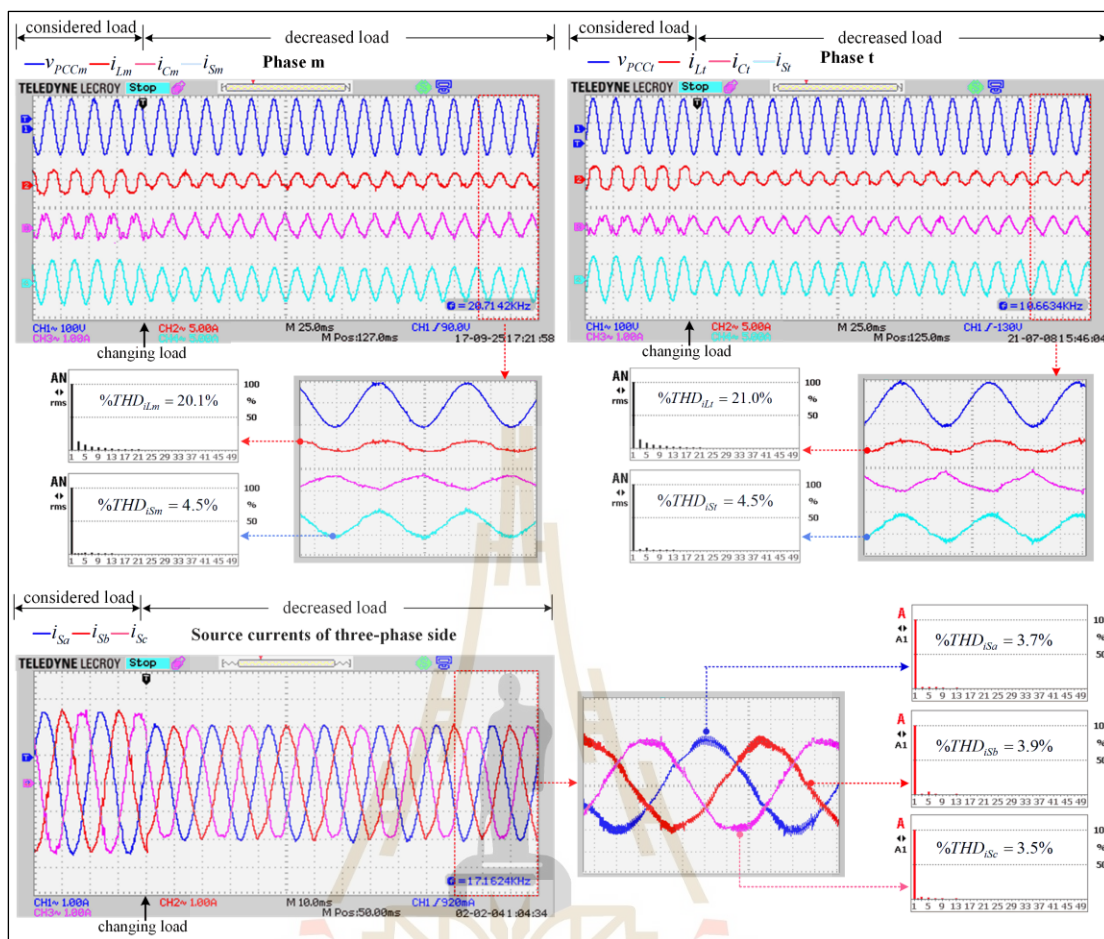 considered load decreased load
v_PCCm i_Lm i_Cm i_Sm Phase m
TELEDYNE LECROY Stop
T
CH1~ 100V CH2~ 5.00A M 25.0ms CH1 ƒ90.0V
CH3~ 1.00A M Pos:127.0ms 17-09-25 17:21:58
=20.7142KHz
changing load
considered load decreased load
v_PCCt i_Lt i_Ct i_St Phase t
TELEDYNE LECROY Stop
T
CH1~ 100V CH2~ 5.00A M 25.0ms CH1 ƒ-130V
CH3~ 1.00A M Pos:125.0ms 21-07-08 15:46:04
=10.6634KHz
changing load
AN
rms
%THD_iLm = 20.1%
100
%
50
1 5 9 13 17 21 25 29 33 37 41 45 49
AN
rms
%THD_iSm = 4.5%
100
%
50
1 5 9 13 17 21 25 29 33 37 41 45 49
AN
rms
%THD_iLt = 21.0%
100
%
50
1 5 9 13 17 21 25 29 33 37 41 45 49
AN
rms
%THD_iSt = 4.5%
100
%
50
1 5 9 13 17 21 25 29 33 37 41 45 49
considered load decreased load
i_Sa i_Sb i_Sc Source currents of three-phase side
TELEDYNE LECROY Stop
T
=17.1624KHz
CH1~ 1.00A CH2~ 1.00A M 10.0ms CH1 ƒ920mA
CH3~ 1.00A M Pos:50.00ms 02-02-04 1:04:34
changing load
A
A1
%THD_iSa = 3.7%
%
50
1 5 9 13 17 21 25 29 33 37 41 45 49
A
A1
%THD_iSb = 3.9%
%
50
1 5 9 13 17 21 25 29 33 37 41 45 49
A
A1
%THD_iSc = 3.5%
%
50
1 5 9 13 17 21 25 29 33 37 41 45 49